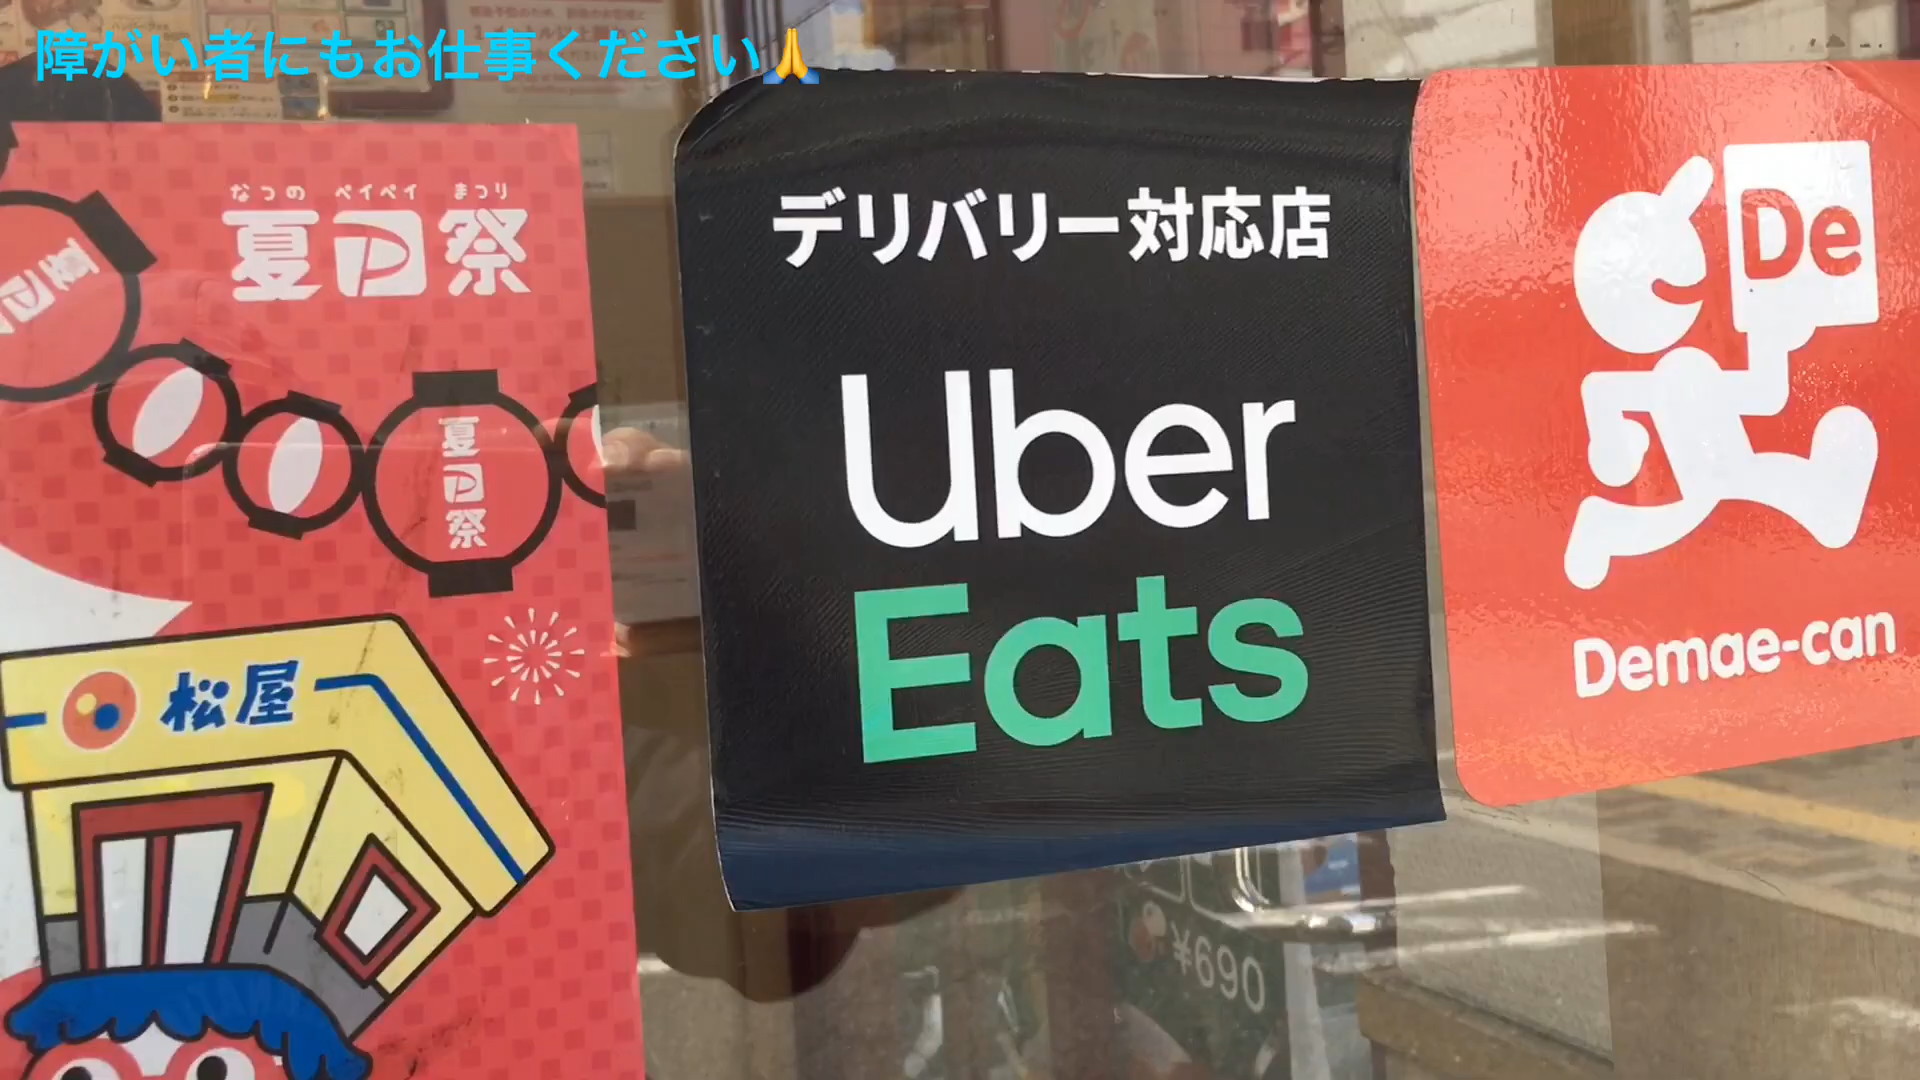 障がい者にもお仕事ください🙏
なつの ペイペイ まつり
夏 P 祭
夏 P 祭
夏
P
祭
松屋
デリバリー対応店
Uber
Eats
De
Demae-can
¥690